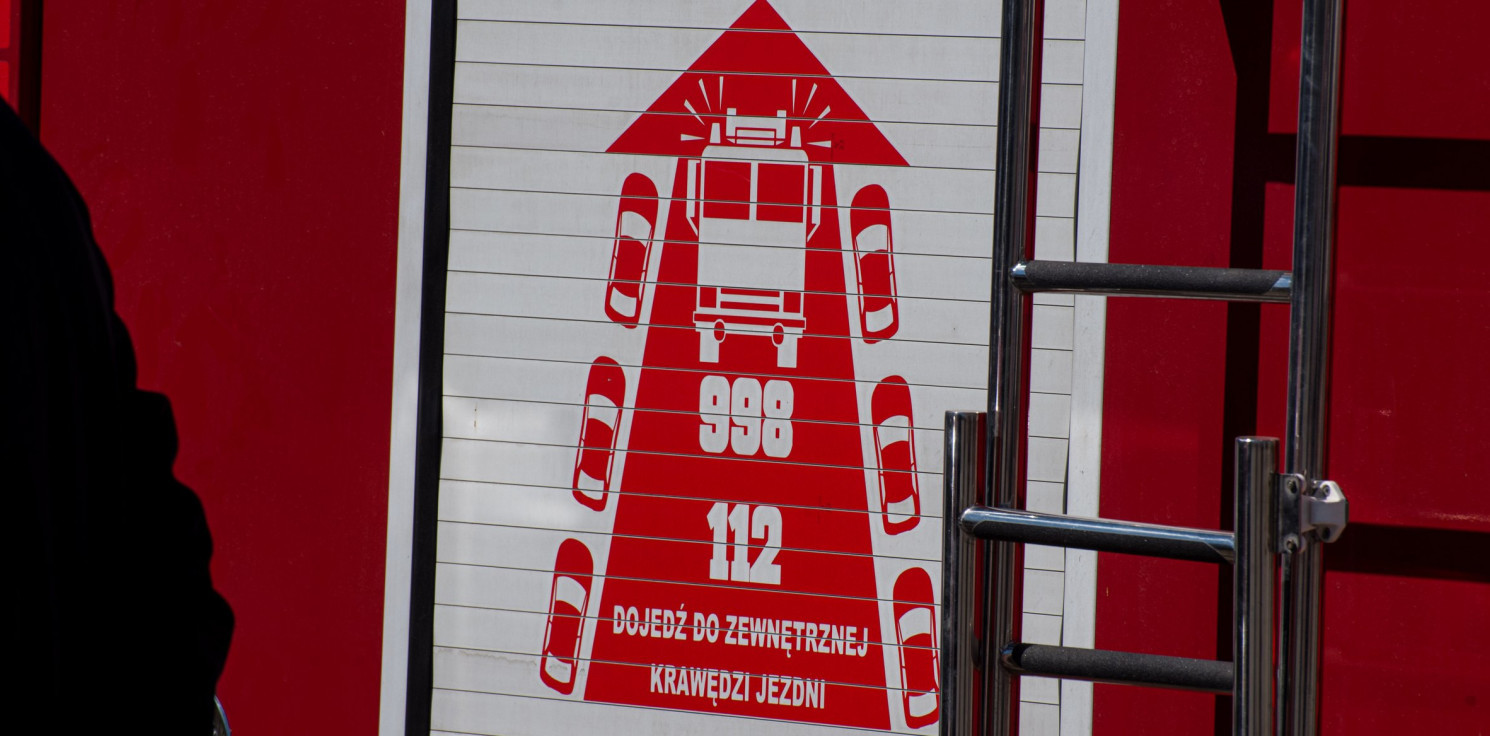 998
112
DOJEDŹ DO ZEWNĘTRZNEJ
KRAWĘDZI JEZDNI